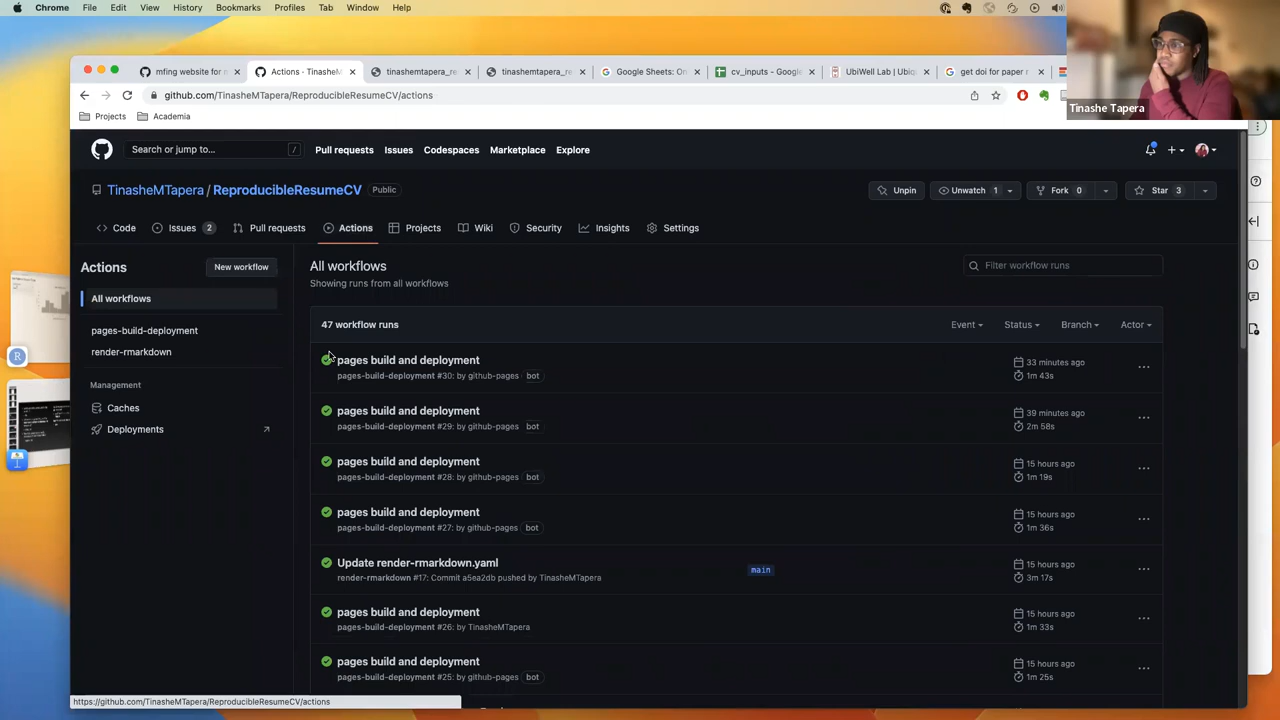 Chrome File Edit View History Bookmarks Profiles Tab Window Help
mfing website for m
Actions · TinasheM
tinashemtapera_re
tinashemtapera_re
Google Sheets: On
cv_inputs – Google
UbiWell Lab | Ubiq
get doi for paper r
github.com/TinasheMTapera/ReproducibleResumeCV/actions
Projects Academia
Tinashe Tapera
Search or jump to... /
Pull requests Issues Codespaces Marketplace Explore
TinasheMTapera / ReproducibleResumeCV Public
Unpin Unwatch 1 Fork 0 Star 3
Code Issues 2 Pull requests Actions Projects Wiki Security Insights Settings
Actions
New workflow
All workflows
pages-build-deployment
render-rmarkdown
Management
Caches
Deployments
All workflows
Showing runs from all workflows
Filter workflow runs
47 workflow runs
Event Status Branch Actor
pages build and deployment
pages-build-deployment #30: by github-pages bot
33 minutes ago
1m 43s
pages build and deployment
pages-build-deployment #29: by github-pages bot
39 minutes ago
2m 58s
pages build and deployment
pages-build-deployment #28: by github-pages bot
15 hours ago
1m 19s
pages build and deployment
pages-build-deployment #27: by github-pages bot
15 hours ago
1m 36s
Update render-rmarkdown.yaml
render-rmarkdown #17: Commit a5ea2db pushed by TinasheMTapera
main
15 hours ago
3m 17s
pages build and deployment
pages-build-deployment #26: by TinasheMTapera
15 hours ago
1m 33s
pages build and deployment
pages-build-deployment #25: by github-pages bot
15 hours ago
1m 25s
https://github.com/TinasheMTapera/ReproducibleResumeCV/actions
R